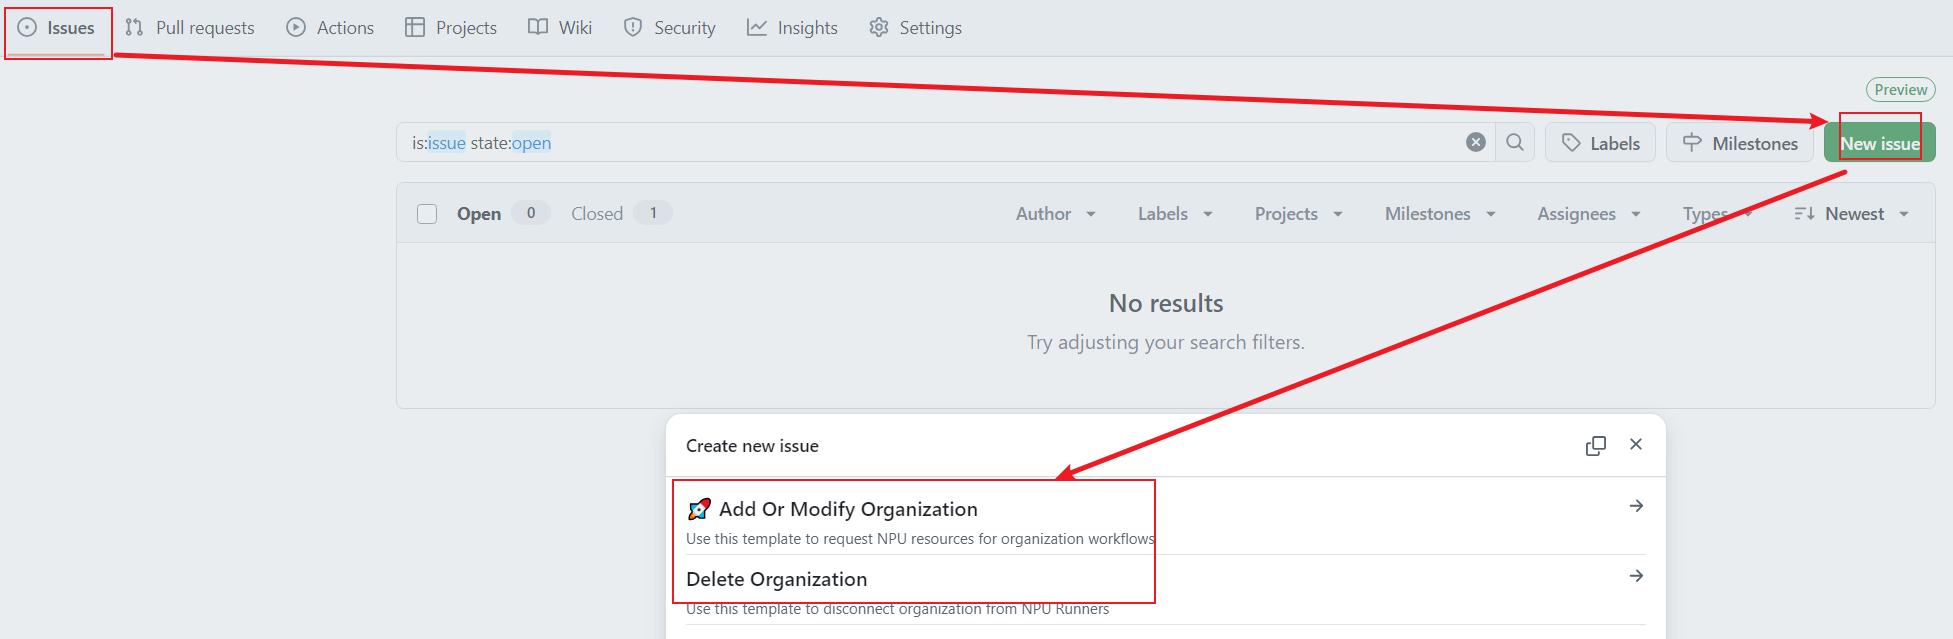 Issues Pull requests Actions Projects Wiki Security Insights Settings
Preview
is:issue state:open Labels Milestones New issue
Open 0 Closed 1 Author Labels Projects Milestones Assignees Types Newest
No results
Try adjusting your search filters.
Create new issue
Add Or Modify Organization
Use this template to request NPU resources for organization workflows
Delete Organization
Use this template to disconnect organization from NPU Runners